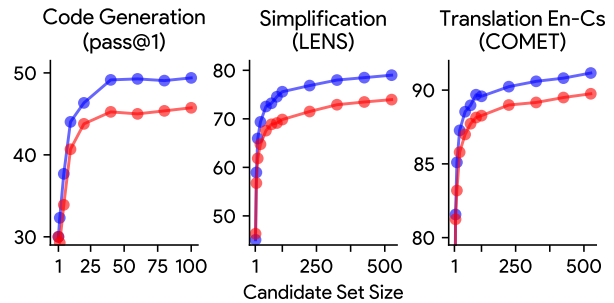 Code Generation
(pass@1)
Simplification
(LENS)
Translation En-Cs
(COMET)
50
40
30
1 25 50 75 100
80
70
60
50
1 250 500
90
85
80
1 250 500
Candidate Set Size